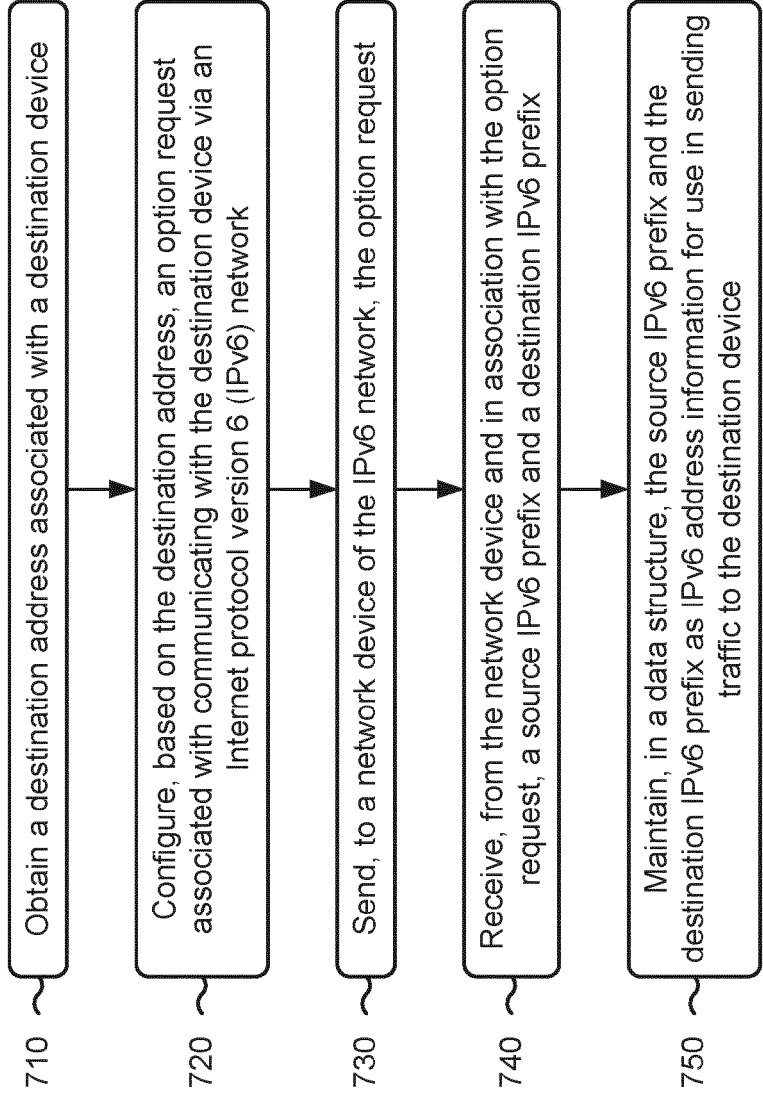 710
Obtain a destination address associated with a destination device
720
Configure, based on the destination address, an option request
associated with communicating with the destination device via an
Internet protocol version 6 (IPv6) network
730
Send, to a network device of the IPv6 network, the option request
740
Receive, from the network device and in association with the option
request, a source IPv6 prefix and a destination IPv6 prefix
750
Maintain, in a data structure, the source IPv6 prefix and the
destination IPv6 prefix as IPv6 address information for use in sending
traffic to the destination device